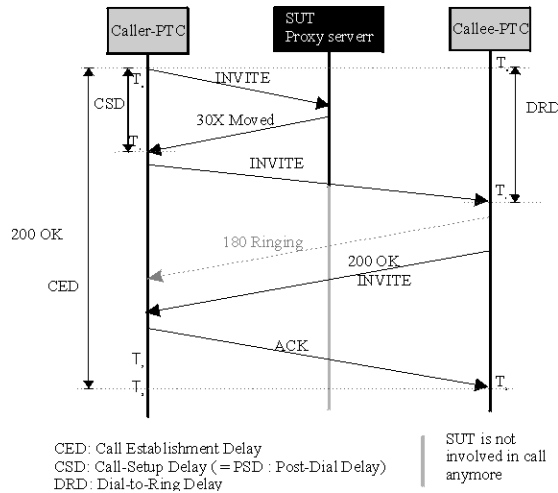 Caller-PTC
SUT
Proxy serverr
Callee-PTC
T.
INVITE
T.
CSD
30X Moved
DRD
T.
INVITE
T.
200 OK
180 Ringing
200 OK
CED
INVITE
ACK
T,
T.
T,
T.
CED: Call Establishment Delay
CSD: Call-Setup Delay (=PSD : Post-Dial Delay)
DRD: Dial-to-Ring Delay
SUT is not
involved in call
anymore